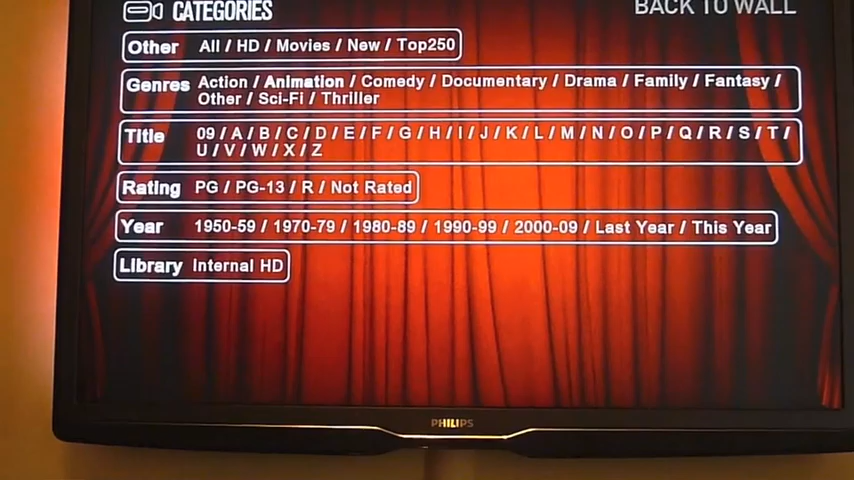 CATEGORIES
BACK TO WALL
Other All / HD / Movies / New / Top250
Genres Action / Animation / Comedy / Documentary / Drama / Family / Fantasy /
Other / Sci-Fi / Thriller
Title 09 / A / B / C / D / E / F / G / H / I / J / K / L / M / N / O / P / Q / R / S / T /
U / V / W / X / Z
Rating PG / PG-13 / R / Not Rated
Year 1950-59 / 1970-79 / 1980-89 / 1990-99 / 2000-09 / Last Year / This Year
Library Internal HD
PHILIPS